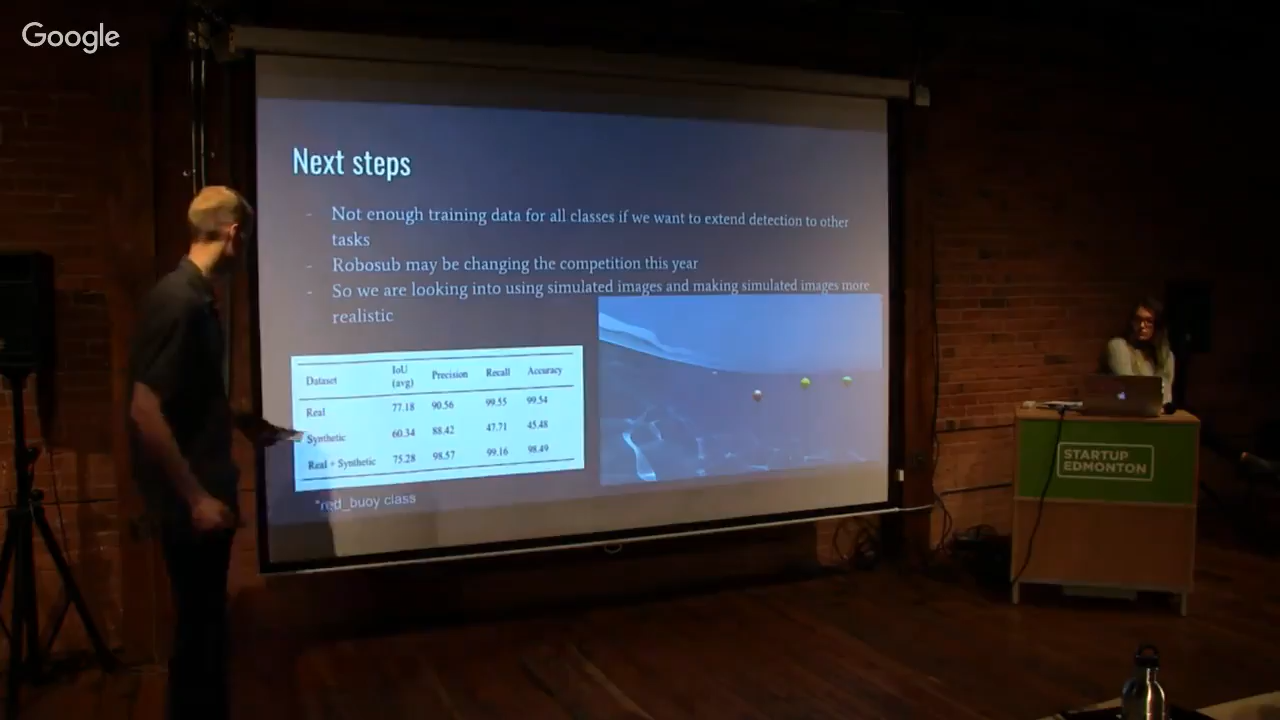 Google
Next steps
- Not enough training data for all classes if we want to extend detection to other
tasks
- Robosub may be changing the competition this year
- So we are looking into using simulated images and making simulated images more
realistic
Dataset IoU (avg) Precision Recall Accuracy
Real 77.18 90.56 99.55 99.54
Synthetic 60.34 88.42 47.71 45.48
Real + Synthetic 75.28 98.57 99.16 98.49
*red_buoy class
STARTUP
EDMONTON